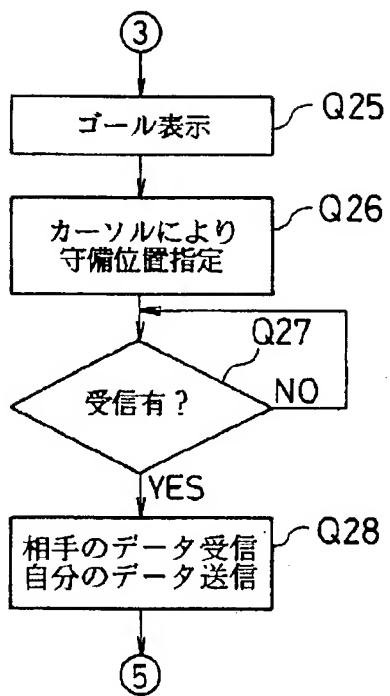 ③
ゴール表示
Q25
カーソルにより
守備位置指定
Q26
Q27
受信有?
NO
YES
相手のデータ受信
自分のデータ送信
Q28
⑤